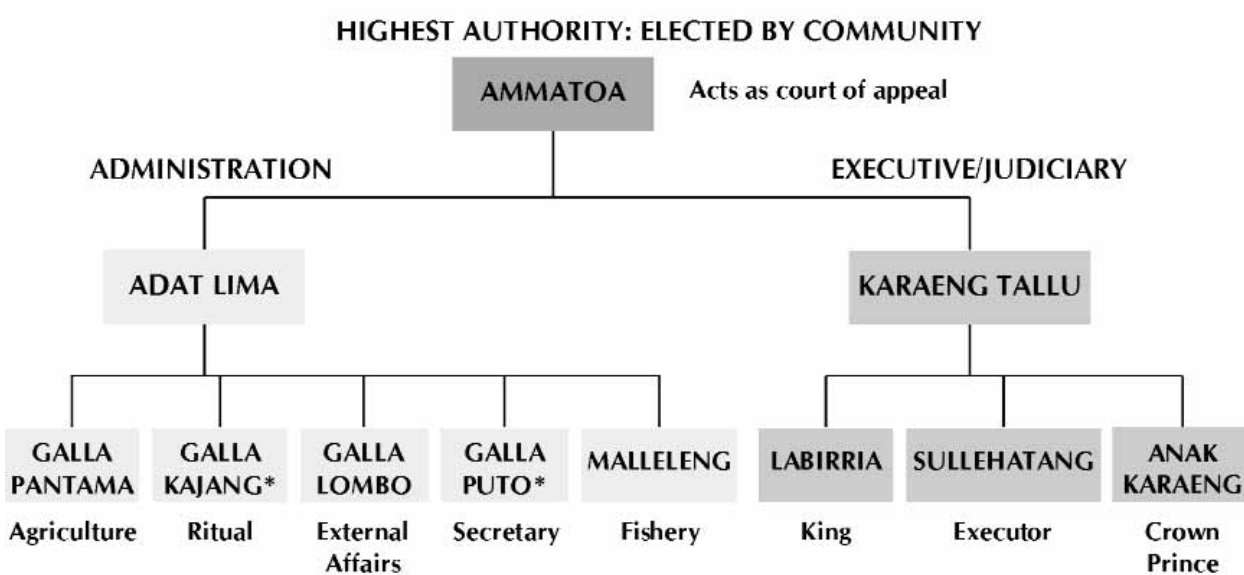 HIGHEST AUTHORITY: ELECTED BY COMMUNITY
AMMATOA
Acts as court of appeal
ADMINISTRATION
EXECUTIVE/JUDICIARY
ADAT LIMA
KARAENG TALLU
GALLA
PANTAMA
GALLA
KAJANG*
GALLA
LOMBO
GALLA
PUTO*
MALLELENG
LABIRRIA
SULLEHATANG
ANAK
KARAENG
Agriculture
Ritual
External
Affairs
Secretary
Fishery
King
Executor
Crown
Prince